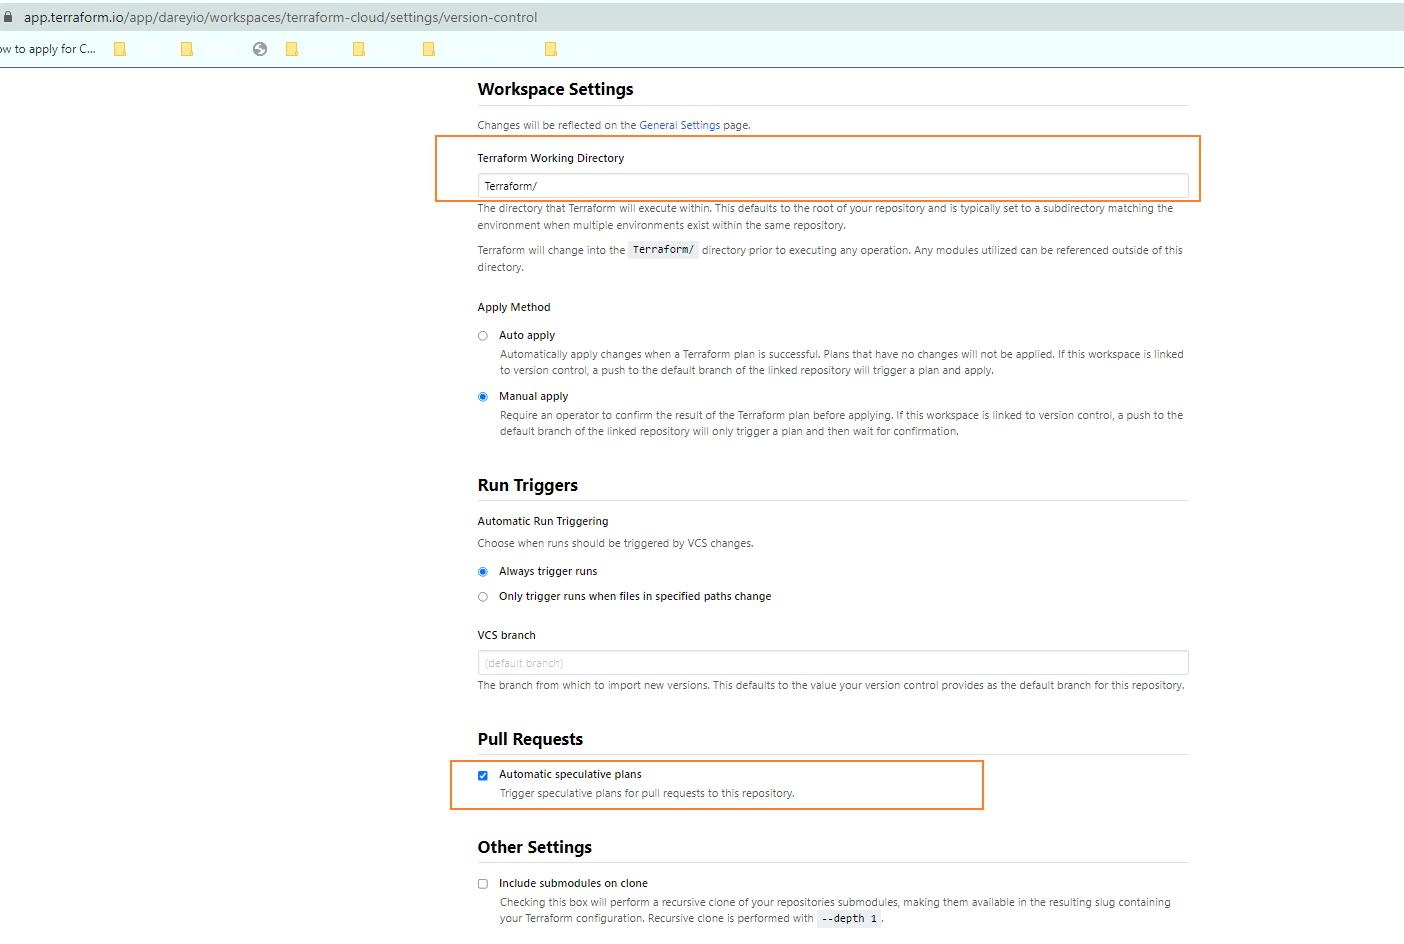 app.terraform.io/app/dareyio/workspaces/terraform-cloud/settings/version-control
ow to apply for C...
Workspace Settings
Changes will be reflected on the General Settings page.
Terraform Working Directory
Terraform/
The directory that Terraform will execute within. This defaults to the root of your repository and is typically set to a subdirectory matching the
environment when multiple environments exist within the same repository.
Terraform will change into the Terraform/ directory prior to executing any operation. Any modules utilized can be referenced outside of this
directory.
Apply Method
Auto apply
Automatically apply changes when a Terraform plan is successful. Plans that have no changes will not be applied. If this workspace is linked
to version control, a push to the default branch of the linked repository will trigger a plan and apply.
Manual apply
Require an operator to confirm the result of the Terraform plan before applying. If this workspace is linked to version control, a push to the
default branch of the linked repository will only trigger a plan and then wait for confirmation.
Run Triggers
Automatic Run Triggering
Choose when runs should be triggered by VCS changes.
Always trigger runs
Only trigger runs when files in specified paths change
VCS branch
(default branch)
The branch from which to import new versions. This defaults to the value your version control provides as the default branch for this repository.
Pull Requests
Automatic speculative plans
Trigger speculative plans for pull requests to this repository.
Other Settings
Include submodules on clone
Checking this box will perform a recursive clone of your repositories submodules, making them available in the resulting slug containing
your Terraform configuration. Recursive clone is performed with --depth 1 .